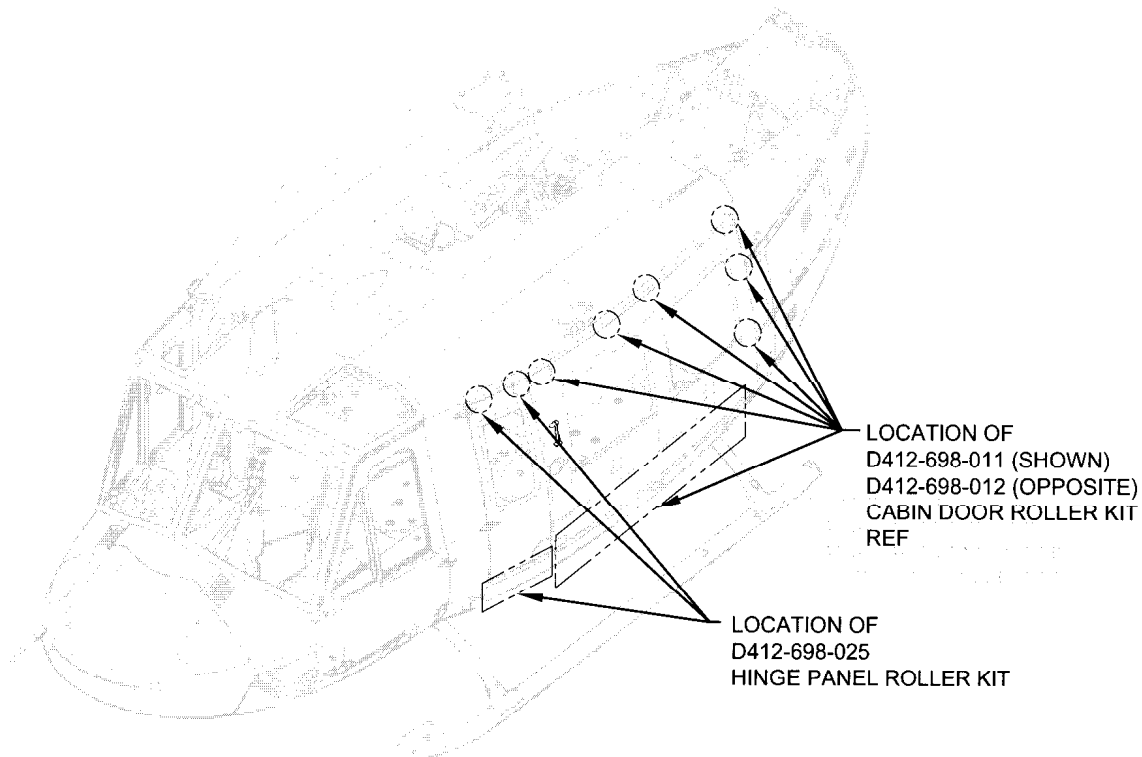 LOCATION OF
D412-698-011 (SHOWN)
D412-698-012 (OPPOSITE)
CABIN DOOR ROLLER KIT
REF
LOCATION OF
D412-698-025
HINGE PANEL ROLLER KIT